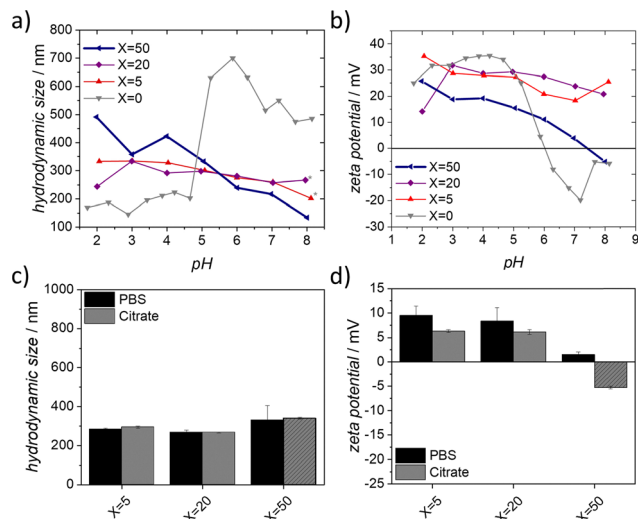 a)
X=50
X=20
X=5
X=0
hydrodynamic size / nm
800
700
600
500
400
300
200
100
2 3 4 5 6 7 8
pH
*
*
b)
zeta potential / mV
40
30
20
10
0
-10
-20
-30
X=50
X=20
X=5
X=0
1 2 3 4 5 6 7 8 9
pH
c)
PBS
Citrate
hydrodynamic size / nm
1000
800
600
400
200
0
X=5
X=20
X=50
d)
zeta potential / mV
15
10
5
0
-5
-10
-15
-20
-25
PBS
Citrate
X=5
X=20
X=50